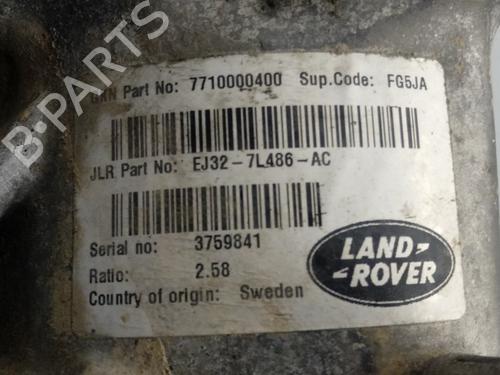 GKN Part No: 7710000400 Sup.Code: FG5JA
JLR Part No: EJ32-7L486-AC
Serial no: 3759841
Ratio: 2.58
Country of origin: Sweden
LAND-
-ROVER